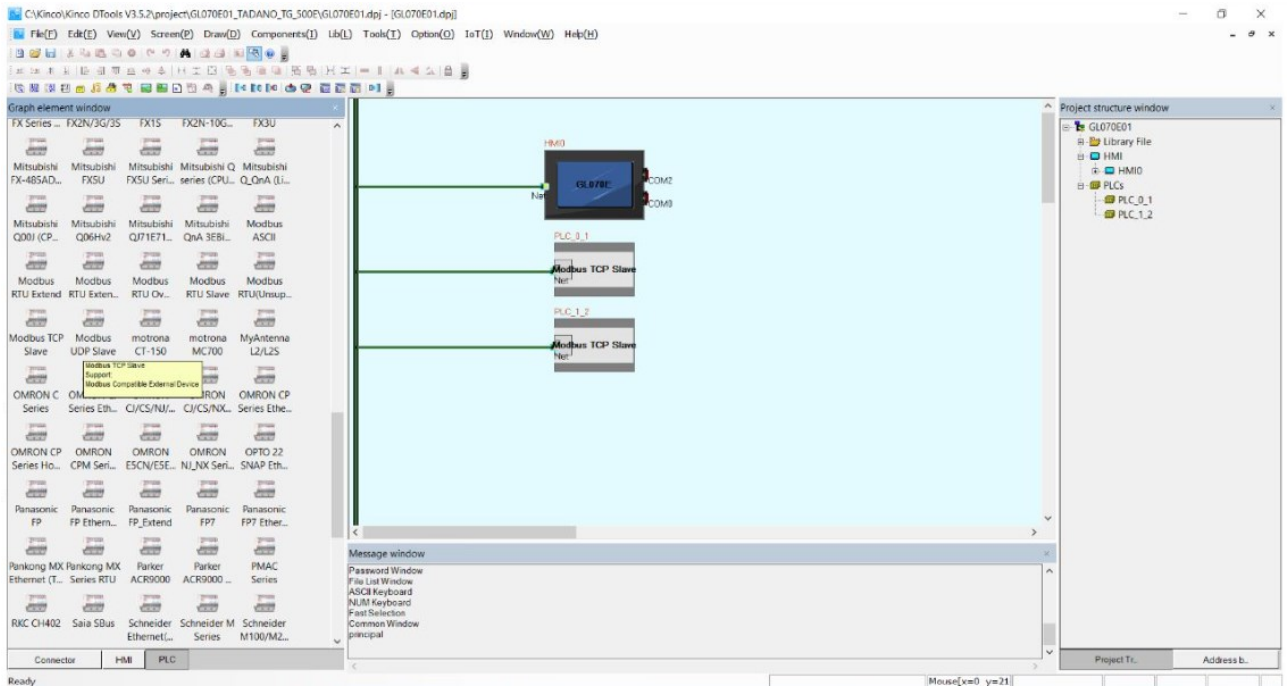 C:\Kinco\Kinco DTools V3.5.2\project\GL070E01_TADANO_TG_500E\GL070E01.dpj - [GL070E01.dpj]
File(F) Edit(E) View(V) Screen(P) Draw(D) Components(I) Lib(L) Tools(T) Option(O) IoT(I) Window(W) Help(H)
Graph element window
FX Series ... FX2N/3G/3S FX1S FX2N-10G... FX3U
Mitsubishi Mitsubishi Mitsubishi Mitsubishi Q Mitsubishi
FX-485AD... FX5U FX5U Seri... series (CPU... Q_QnA (Li...
Mitsubishi Mitsubishi Mitsubishi Mitsubishi Modbus
Q00J (CP... Q06Hv2 QJ71E71... QnA 3EBi... ASCII
Modbus Modbus Modbus Modbus Modbus
RTU Extend RTU Exten... RTU Ov... RTU Slave RTU(Unsup...
Modbus TCP Modbus motrona motrona MyAntenna
Slave UDP Slave CT-150 MC700 L2/L2S
Modbus TCP Slave
Support:
Modbus Compatible External Device
OMRON C OMRON CP
Series Series Eth... CJ/CS/NJ/... CJ/CS/NX... Series Ethe...
OMRON CP OMRON OMRON OMRON OPTO 22
Series Ho... CPM Seri... E5CN/E5E... NJ_NX Seri... SNAP Eth...
Panasonic Panasonic Panasonic Panasonic Panasonic
FP FP Ethern... FP_Extend FP7 FP7 Ether...
Pankong MX Pankong MX Parker Parker PMAC
Ethernet (T... Series RTU ACR9000 ACR9000 ... Series
RKC CH402 Saia SBus Schneider Schneider M Schneider
Ethernet(... Series M100/M2...
Connector HMI PLC
Ready
HMI0
GL070E
COM2
Net
COM0
PLC_0_1
Modbus TCP Slave
Net
PLC_1_2
Modbus TCP Slave
Net
Message window
Password Window
File List Window
ASCII Keyboard
NUM Keyboard
Fast Selection
Common Window
principal
Project structure window
GL070E01
Library File
HMI
HMI0
PLCs
PLC_0_1
PLC_1_2
Project Tr... Address b...
Mouse[x=0 y=21